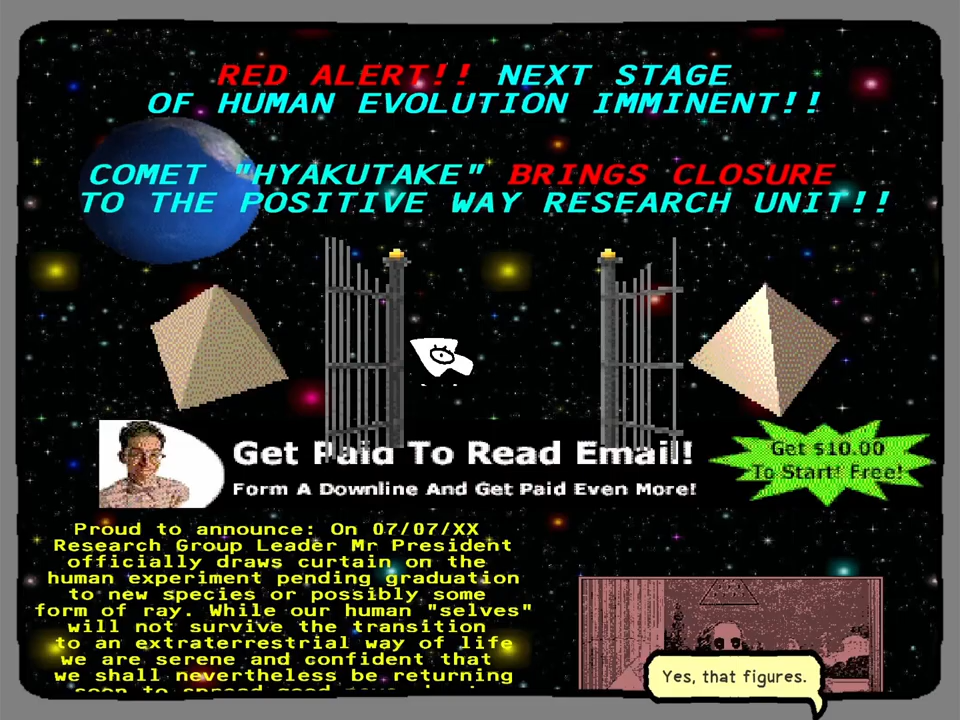 RED ALERT!! NEXT STAGE
OF HUMAN EVOLUTION IMMINENT!!
COMET "HYAKUTAKE" BRINGS CLOSURE
TO THE POSITIVE WAY RESEARCH UNIT!!
Get Paid To Read Email!
Form A Downline And Get Paid Even More!
Get $10.00
To Start! Free!
Proud to announce: On 07/07/XX
Research Group Leader Mr President
officially draws curtain on the
human experiment pending graduation
to new species or possibly some
form of ray. While our human "selves"
will not survive the transition
to an extraterrestrial way of life
we are serene and confident that
we shall nevertheless be returning
soon to spread good
Yes, that figures.